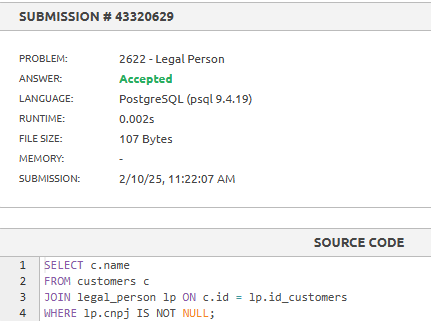 SUBMISSION # 43320629
PROBLEM: 2622 - Legal Person
ANSWER: Accepted
LANGUAGE: PostgreSQL (psql 9.4.19)
RUNTIME: 0.002s
FILE SIZE: 107 Bytes
MEMORY: -
SUBMISSION: 2/10/25, 11:22:07 AM
SOURCE CODE
1 SELECT c.name
2 FROM customers c
3 JOIN legal_person lp ON c.id = lp.id_customers
4 WHERE lp.cnpj IS NOT NULL;